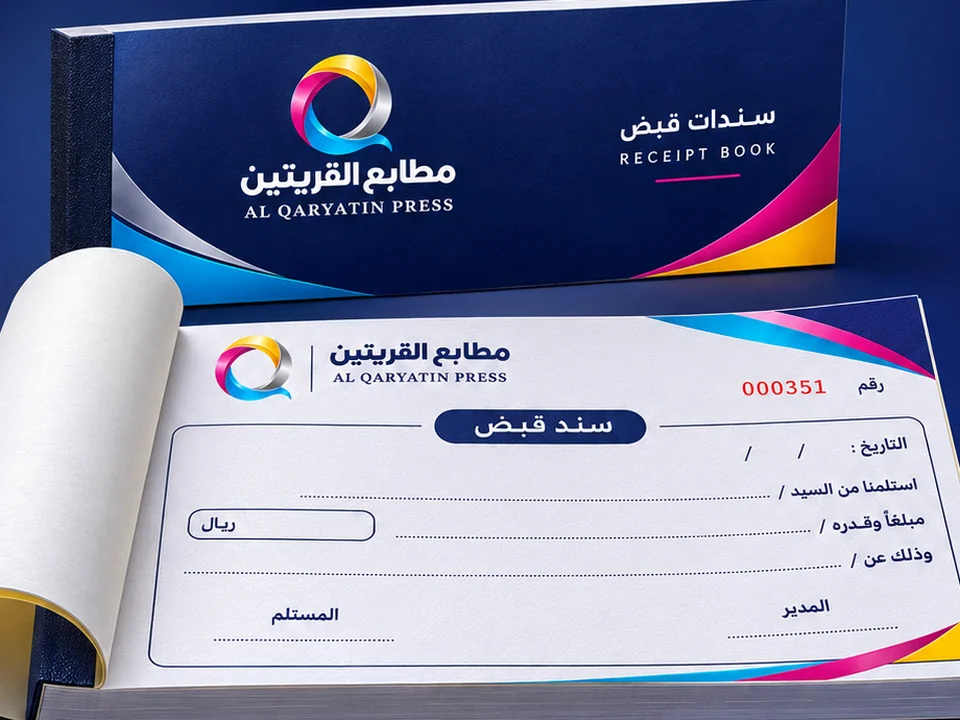 مطابع القريتين
AL QARYATIN PRESS
سندات قبض
RECEIPT BOOK
مطابع القريتين
AL QARYATIN PRESS
رقم 000351
سند قبض
التاريخ : / /
استلمنا من السيد /
مبلغاً وقدره / ريال
وذلك عن /
المدير المستلم